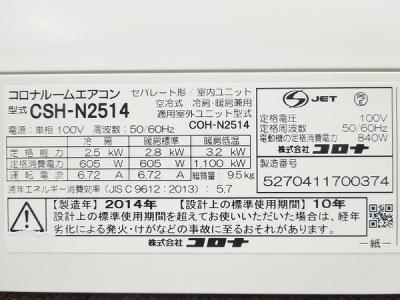 コロナルームエアコン セパレート形/室内ユニット
空冷式 冷房・暖房兼用
型式 CSH-N2514 適用室外ユニット型式
電源:単相 100V 周波数:50/60Hz COH-N2514
冷房 暖房 暖房低温
定格能力 2.5 kW 2.8 kW 3.2 kW
定格消費電力 605 W 605 W 1.100 kW
運転電流 6.72 A 6.72 A 総質量:9.5kg
通年エネルギー消費効率(JIS C 9612:2013):5.7
S JET PSE
定格電圧 100V
定格周波数 50/60Hz
電動機の定格消費電力 840W
株式会社 コロナ
製造番号
5270411700374
【製造年】2014年 【設計上の標準使用期間】10年
設計上の標準使用期間を超えてお使いいただいた場合は、経年
劣化による発火・けがなどの事故に至るおそれがあります。
株式会社 コロナ
-紙-